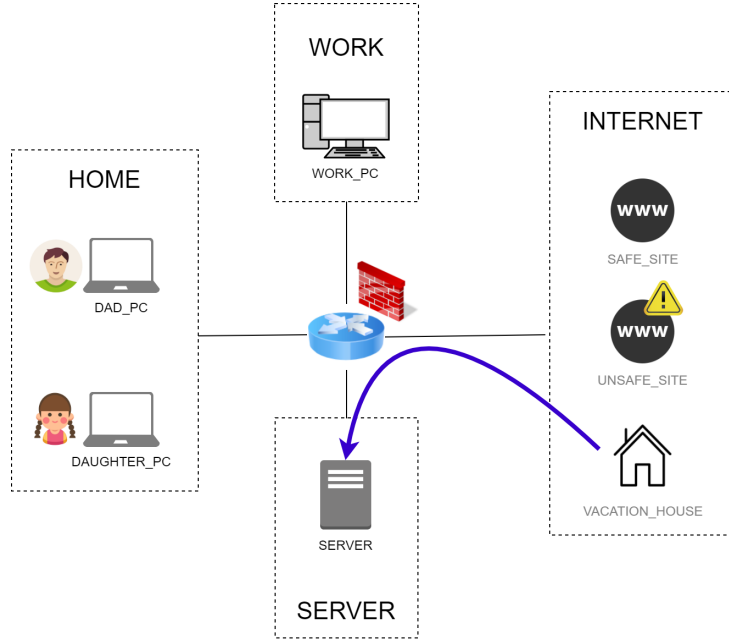 WORK
WORK_PC
INTERNET
www
SAFE_SITE
www
UNSAFE_SITE
VACATION_HOUSE
HOME
DAD_PC
DAUGHTER_PC
SERVER
SERVER